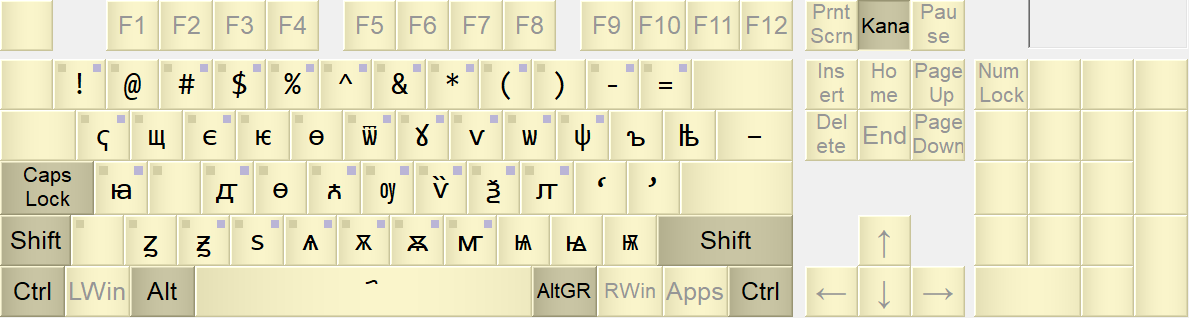 F1 F2 F3 F4 F5 F6 F7 F8 F9 F10 F11 F12 Prnt Scrn Kana Pau se
! @ # $ % ^ & * ( ) - = Ins ert Ho me Page Up Num Lock
щ є ѥ ѳ ѿ ɣ ѵ ѡ ѱ ъ – Del ete End Page Down
Caps Lock ѳ ѷ ѯ ‘ ’
Shift ѕ ѧ ѫ ѩ ѭ Shift ↑
Ctrl LWin Alt AltGR RWin Apps Ctrl ← ↓ →